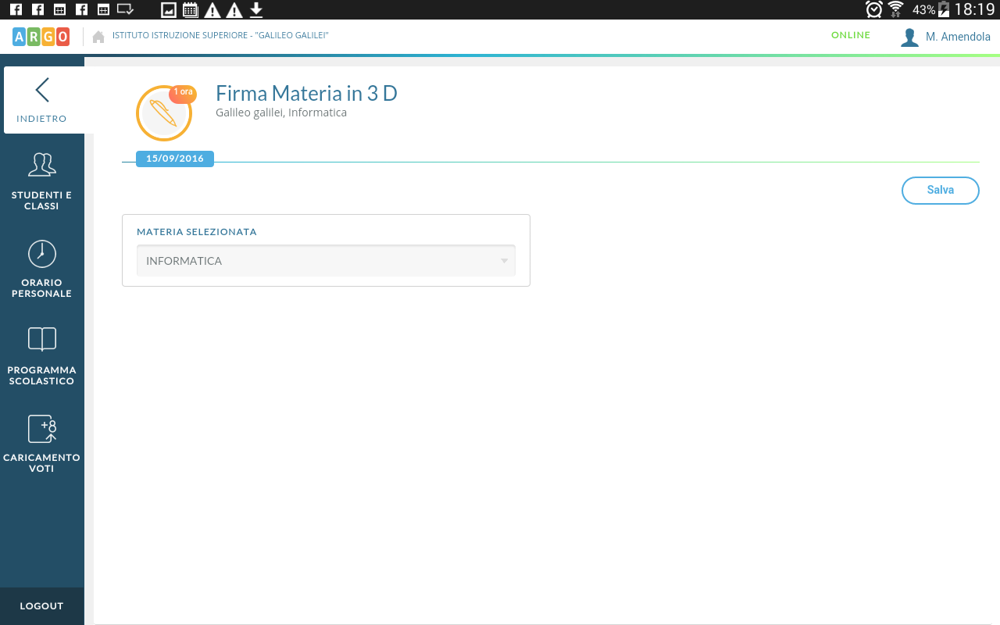 43% 18:19
ARGO ISTITUTO ISTRUZIONE SUPERIORE - "GALILEO GALILEI" ONLINE M. Amendola
INDIETRO
STUDENTI E
CLASSI
ORARIO
PERSONALE
PROGRAMMA
SCOLASTICO
CARICAMENTO
VOTI
LOGOUT
1 ora
Firma Materia in 3 D
Galileo galilei, Informatica
15/09/2016
Salva
MATERIA SELEZIONATA
INFORMATICA